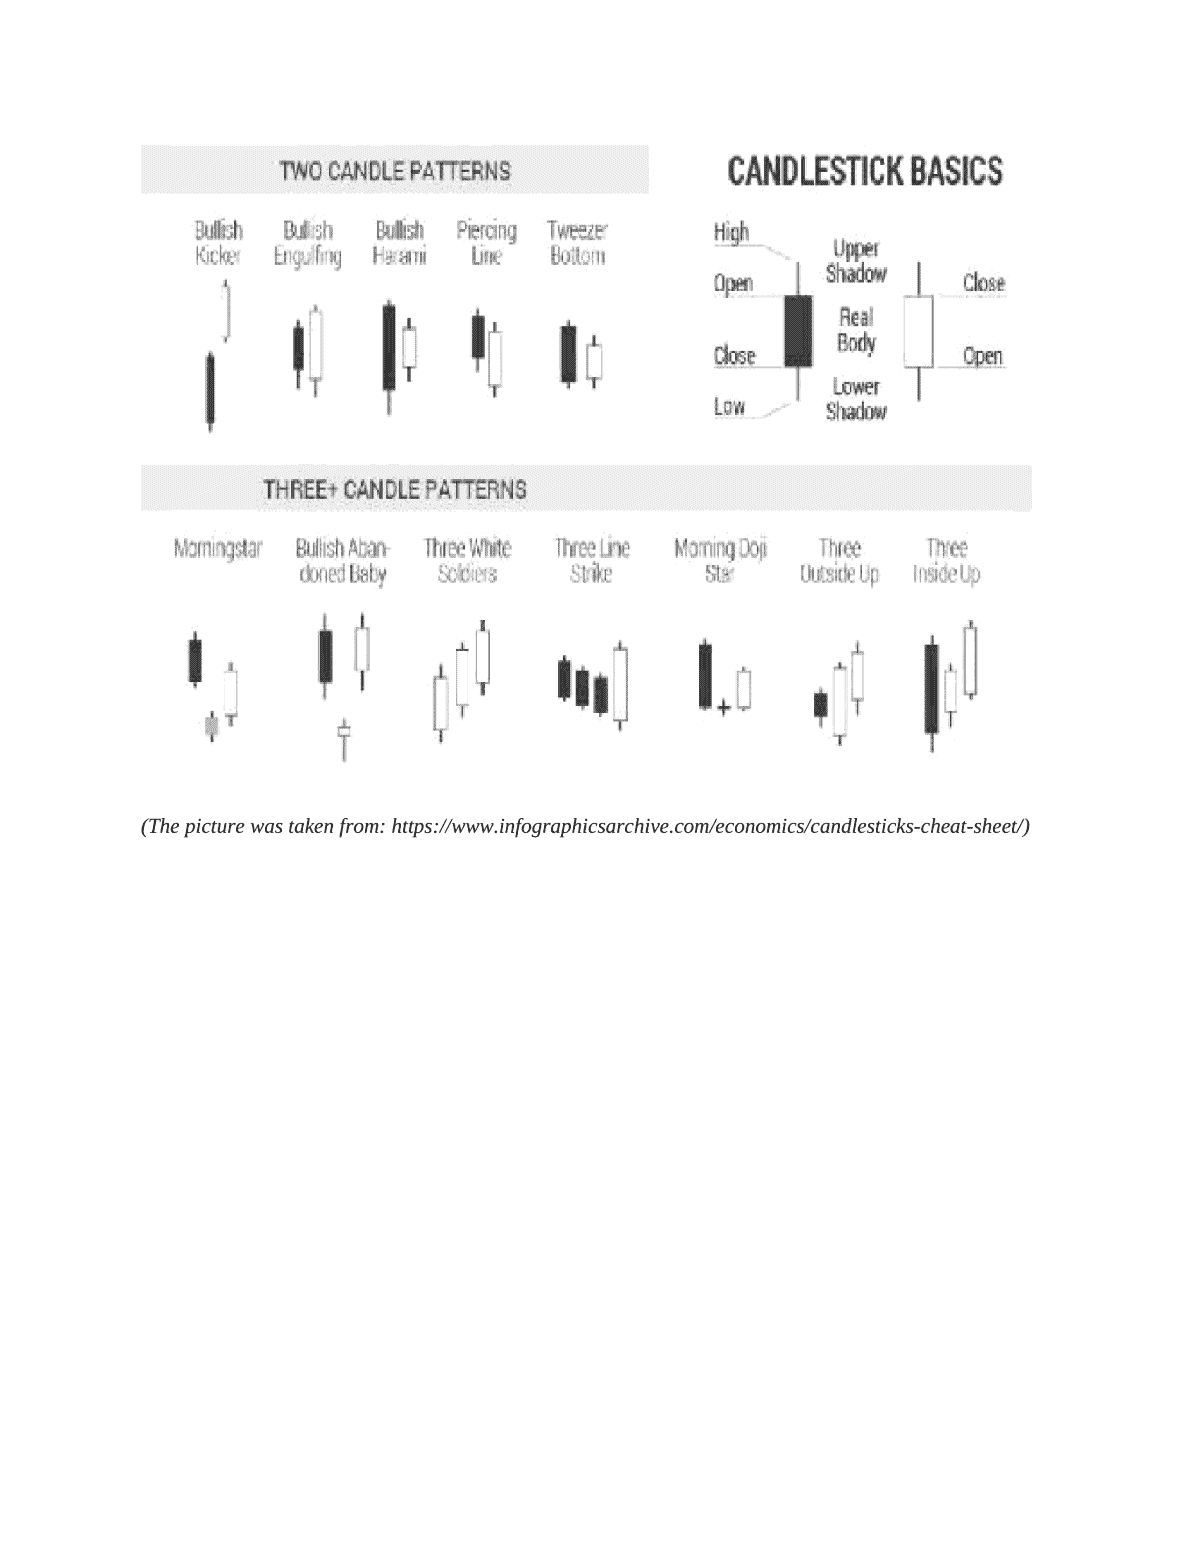 TWO CANDLE PATTERNS
Bullish
Kicker
Bullish
Engulfing
Bullish
Harami
Piercing
Line
Tweezer
Bottom
CANDLESTICK BASICS
High
Open
Close
Low
Upper
Shadow
Real
Body
Lower
Shadow
Close
Open
THREE+ CANDLE PATTERNS
Morningstar
Bullish Aban-
doned Baby
Three White
Soldiers
Three Line
Strike
Morning Doji
Star
Three
Outside Up
Three
Inside Up
(The picture was taken from: https://www.infographicsarchive.com/economics/candlesticks-cheat-sheet/)